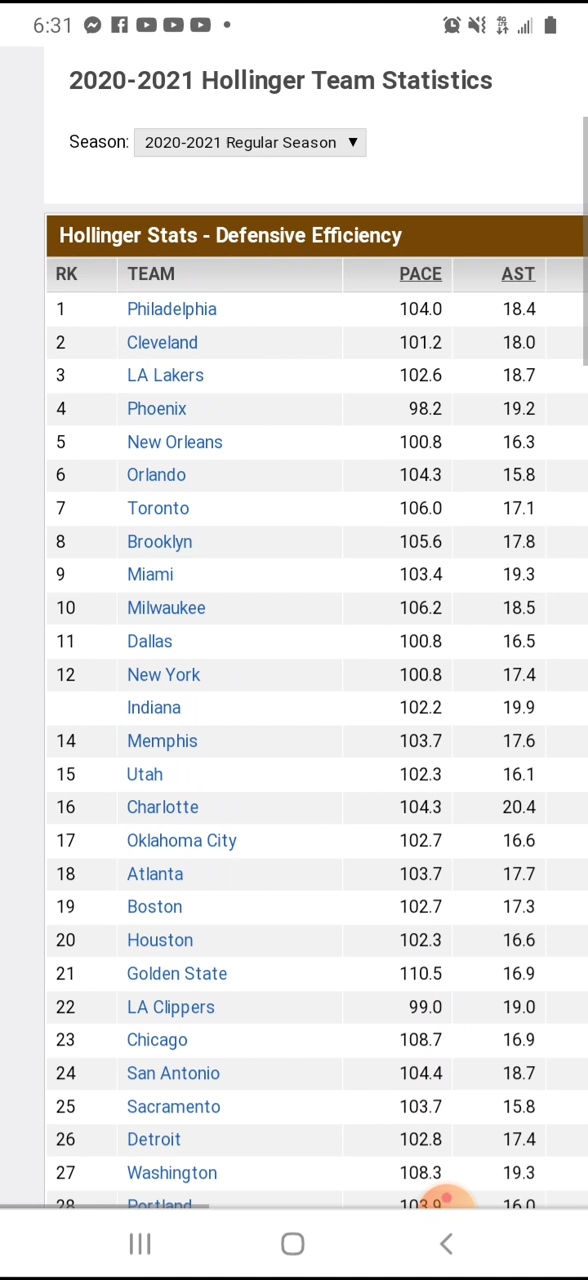 6:31
2020-2021 Hollinger Team Statistics
Season: 2020-2021 Regular Season ▼
Hollinger Stats - Defensive Efficiency
RK TEAM PACE AST
1 Philadelphia 104.0 18.4
2 Cleveland 101.2 18.0
3 LA Lakers 102.6 18.7
4 Phoenix 98.2 19.2
5 New Orleans 100.8 16.3
6 Orlando 104.3 15.8
7 Toronto 106.0 17.1
8 Brooklyn 105.6 17.8
9 Miami 103.4 19.3
10 Milwaukee 106.2 18.5
11 Dallas 100.8 16.5
12 New York 100.8 17.4
Indiana 102.2 19.9
14 Memphis 103.7 17.6
15 Utah 102.3 16.1
16 Charlotte 104.3 20.4
17 Oklahoma City 102.7 16.6
18 Atlanta 103.7 17.7
19 Boston 102.7 17.3
20 Houston 102.3 16.6
21 Golden State 110.5 16.9
22 LA Clippers 99.0 19.0
23 Chicago 108.7 16.9
24 San Antonio 104.4 18.7
25 Sacramento 103.7 15.8
26 Detroit 102.8 17.4
27 Washington 108.3 19.3
28 Portland 103.9 16.0